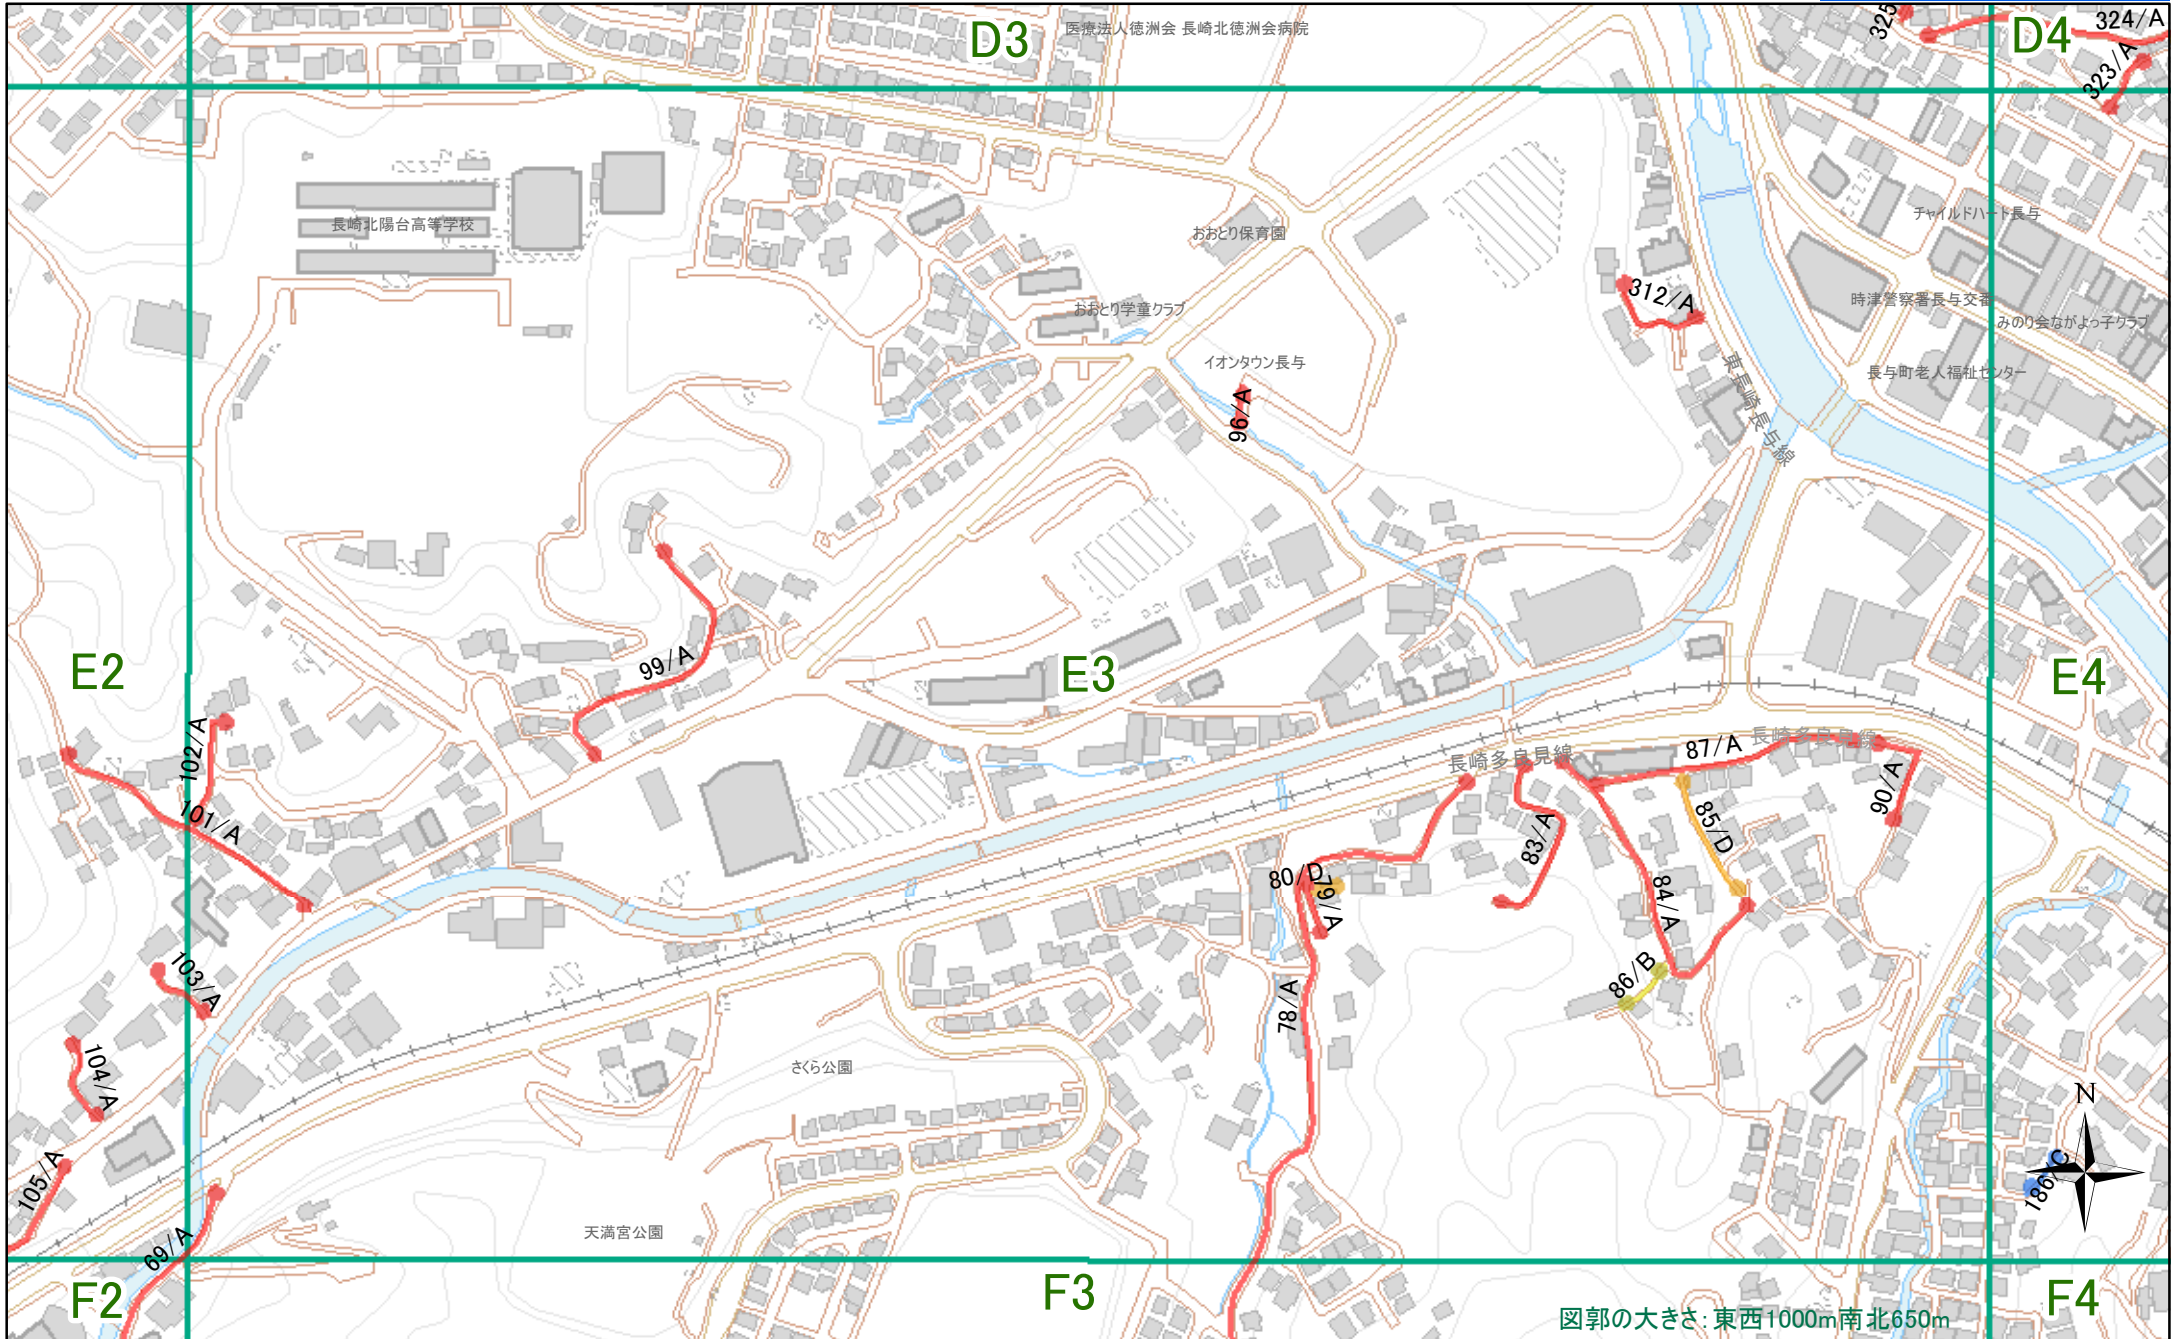 D3
医療法人徳洲会 長崎北徳洲会病院
325
D4
324/A
323/A
長崎北陽台高等学校
おおとり保育園
チャイルドハート長与
おおとり学童クラブ
312/A
時津警察署長与交番
みのり会ながよっ子クラブ
イオンタウン長与
長与町老人福祉センター
東長崎長与線
96/A
99/A
E2
E3
E4
102/A
101/A
長崎多良見線
87/A
長崎多良見線
90/A
85/D
83/A
80/D
79/A
84/A
103/A
86/B
78/A
104/A
さくら公園
N
105/A
186/C
69/A
天満宮公園
F2
F3
F4
図郭の大きさ:東西1000m南北650m